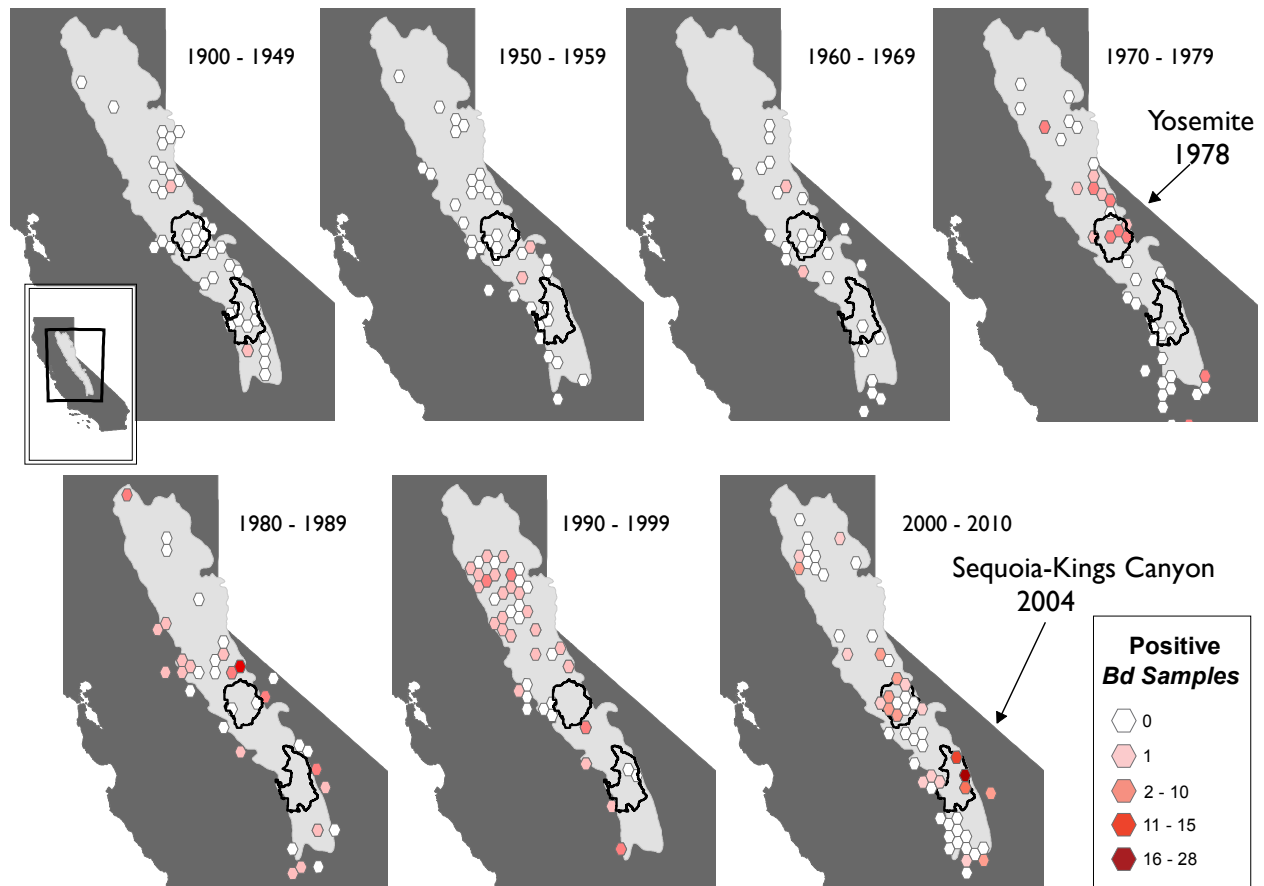 1900 - 1949
1950 - 1959
1960 - 1969
1970 - 1979
Yosemite
1978
1980 - 1989
1990 - 1999
2000 - 2010
Sequoia-Kings Canyon
2004
Positive
Bd Samples
0
1
2 - 10
11 - 15
16 - 28